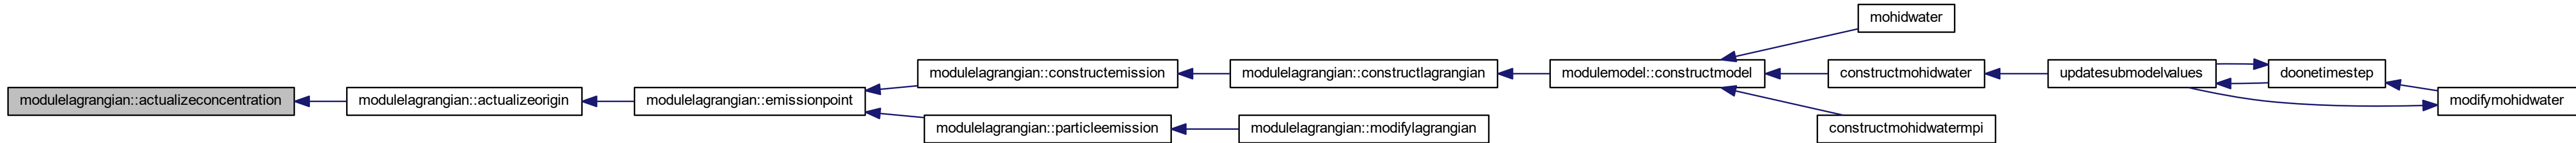 modulelagrangian::actualizeconcentration
modulelagrangian::actualizeorigin
modulelagrangian::emissionpoint
modulelagrangian::constructemission
modulelagrangian::constructlagrangian
modulemodel::constructmodel
mohidwater
constructmohidwater
updatesubmodelvalues
doonetimestep
modifymohidwater
constructmohidwatermpi
modulelagrangian::particleemission
modulelagrangian::modifylagrangian